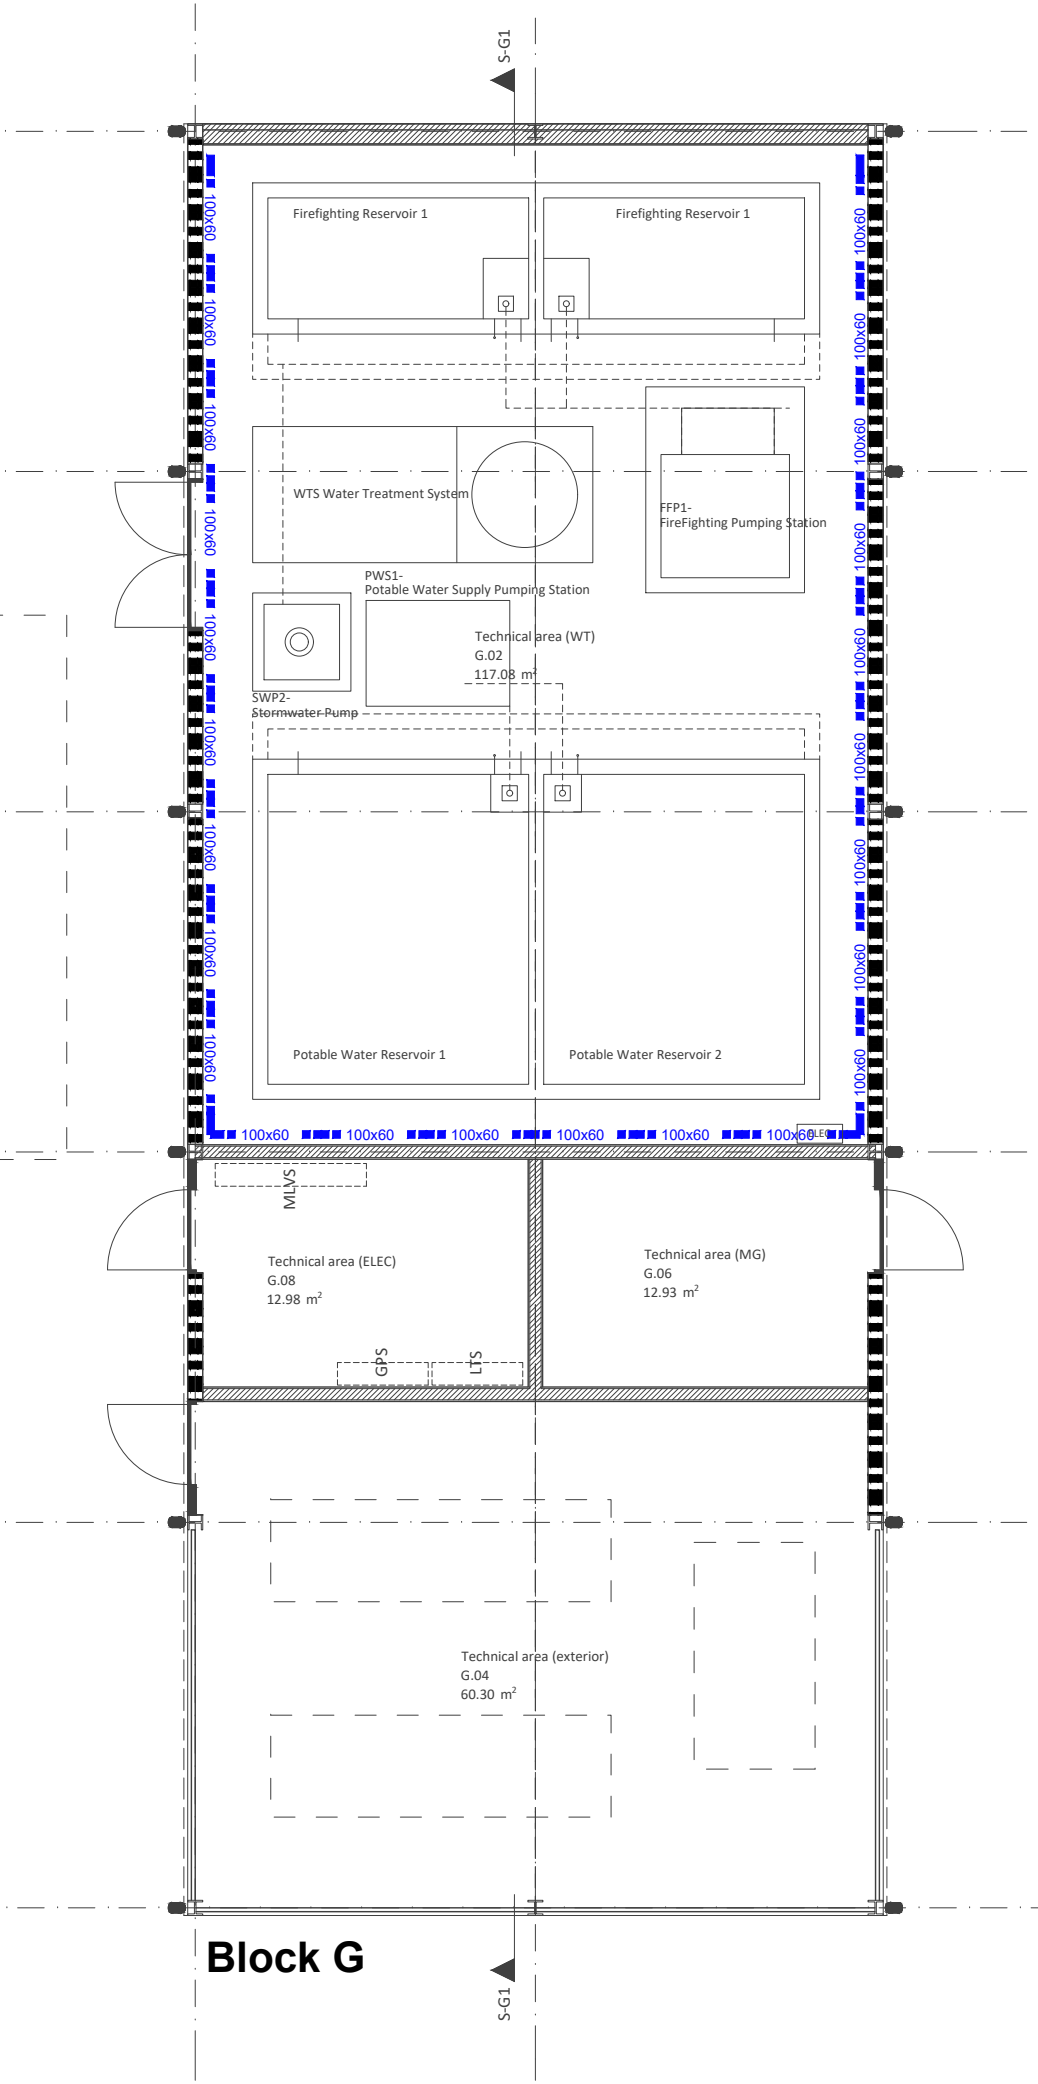 S-G1
Firefighting Reservoir 1
Firefighting Reservoir 1
100x60
100x60
100x60
100x60
100x60
100x60
WTS Water Treatment System
FFP1-
FireFighting Pumping Station
100x60
100x60
PWS1-
Potable Water Supply Pumping Station
Technical area (WT)
G.02
117.08 m²
100x60
100x60
SWP2-
Stormwater Pump
100x60
100x60
100x60
100x60
100x60
100x60
Potable Water Reservoir 1
Potable Water Reservoir 2
100x60
100x60
100x60
100x60
100x60
100x60
100x60
100x60
ELEC
MLVS
Technical area (ELEC)
G.08
12.98 m²
Technical area (MG)
G.06
12.93 m²
GPS
LTS
Technical area (exterior)
G.04
60.30 m²
Block G
S-G1